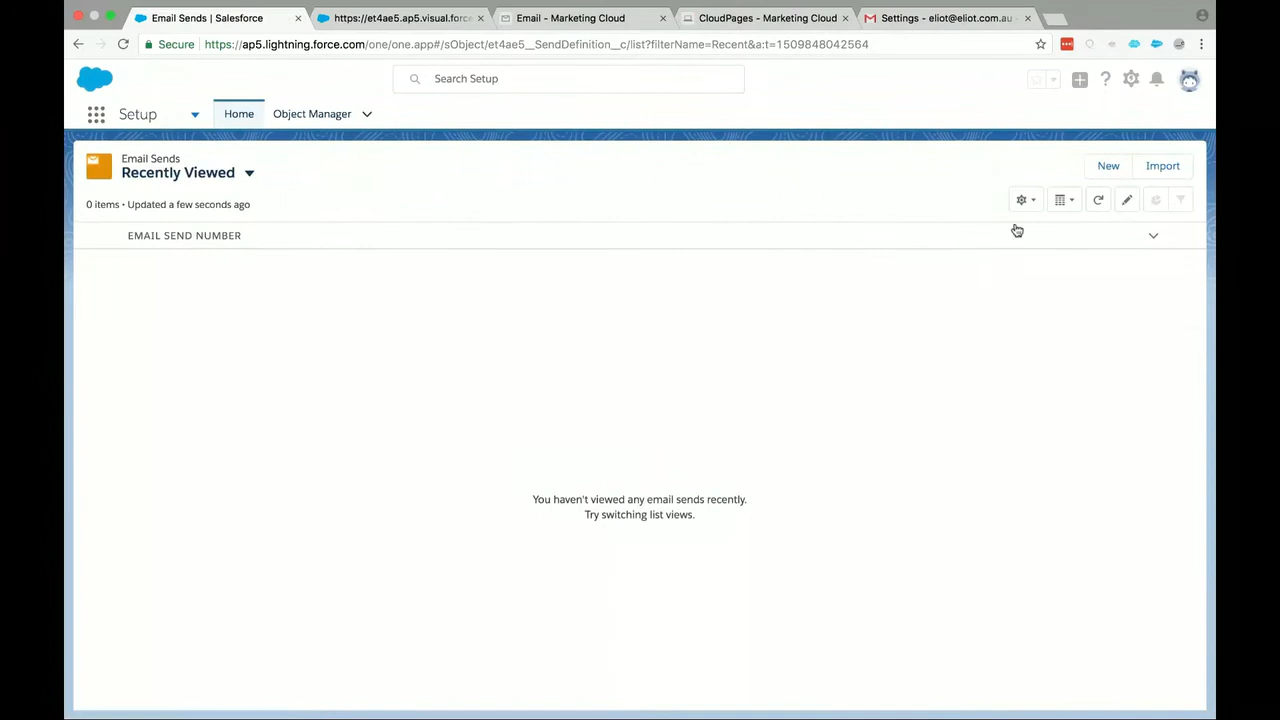 Email Sends | Salesforce
https://et4ae5.ap5.visual.force
Email - Marketing Cloud
CloudPages - Marketing Cloud
Settings - eliot@eliot.com.au -
Secure
https://ap5.lightning.force.com/one/one.app#/sObject/et4ae5__SendDefinition__c/list?filterName=Recent&a:t=1509848042564
Search Setup
Setup
Home
Object Manager
Email Sends
Recently Viewed
New
Import
0 items • Updated a few seconds ago
EMAIL SEND NUMBER
You haven't viewed any email sends recently.
Try switching list views.